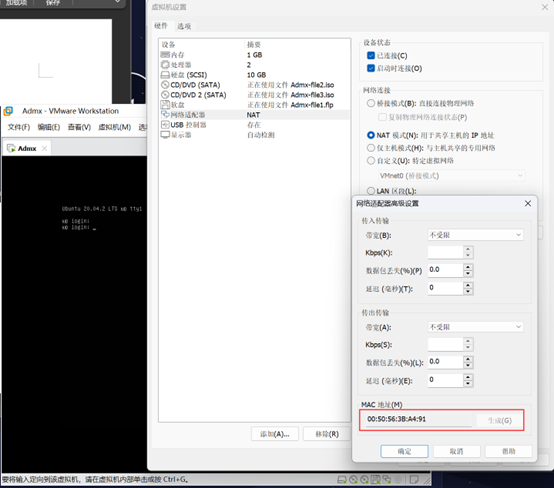 加载项
保存
Admx - VMware Workstation
文件(F) 编辑(E) 查看(V) 虚拟机(M)
Admx
Ubuntu 20.04.2 LTS wp tty1
wp login:
wp login: _
虚拟机设置
硬件 选项
设备 摘要
内存 1 GB
处理器 2
硬盘 (SCSI) 10 GB
CD/DVD (SATA) 正在使用文件 Admx-file2.iso
CD/DVD 2 (SATA) 正在使用文件 Admx-file3.iso
软盘 正在使用文件 Admx-file1.flp
网络适配器 NAT
USB 控制器 存在
显示器 自动检测
添加(A)... 移除(R)
设备状态
已连接(C)
启动时连接(O)
网络连接
桥接模式(B): 直接连接物理网络
复制物理网络连接状态(P)
NAT 模式(N): 用于共享主机的 IP 地址
仅主机模式(H): 与主机共享的专用网络
自定义(U): 特定虚拟网络
VMnet0 (桥接模式)
LAN 区段(L):
网络适配器高级设置
传入传输
带宽(B): 不受限
Kbps(K):
数据包丢失(%)(P) 0.0
延迟 (毫秒)(T): 0
传出传输
带宽(A): 不受限
Kbps(S):
数据包丢失(%)(L): 0.0
延迟 (毫秒)(E): 0
MAC 地址(M)
00:50:56:3B:A4:91 生成(G)
确定 取消 帮助
要将输入定向到该虚拟机，请在虚拟机内部单击或按 Ctrl+G。